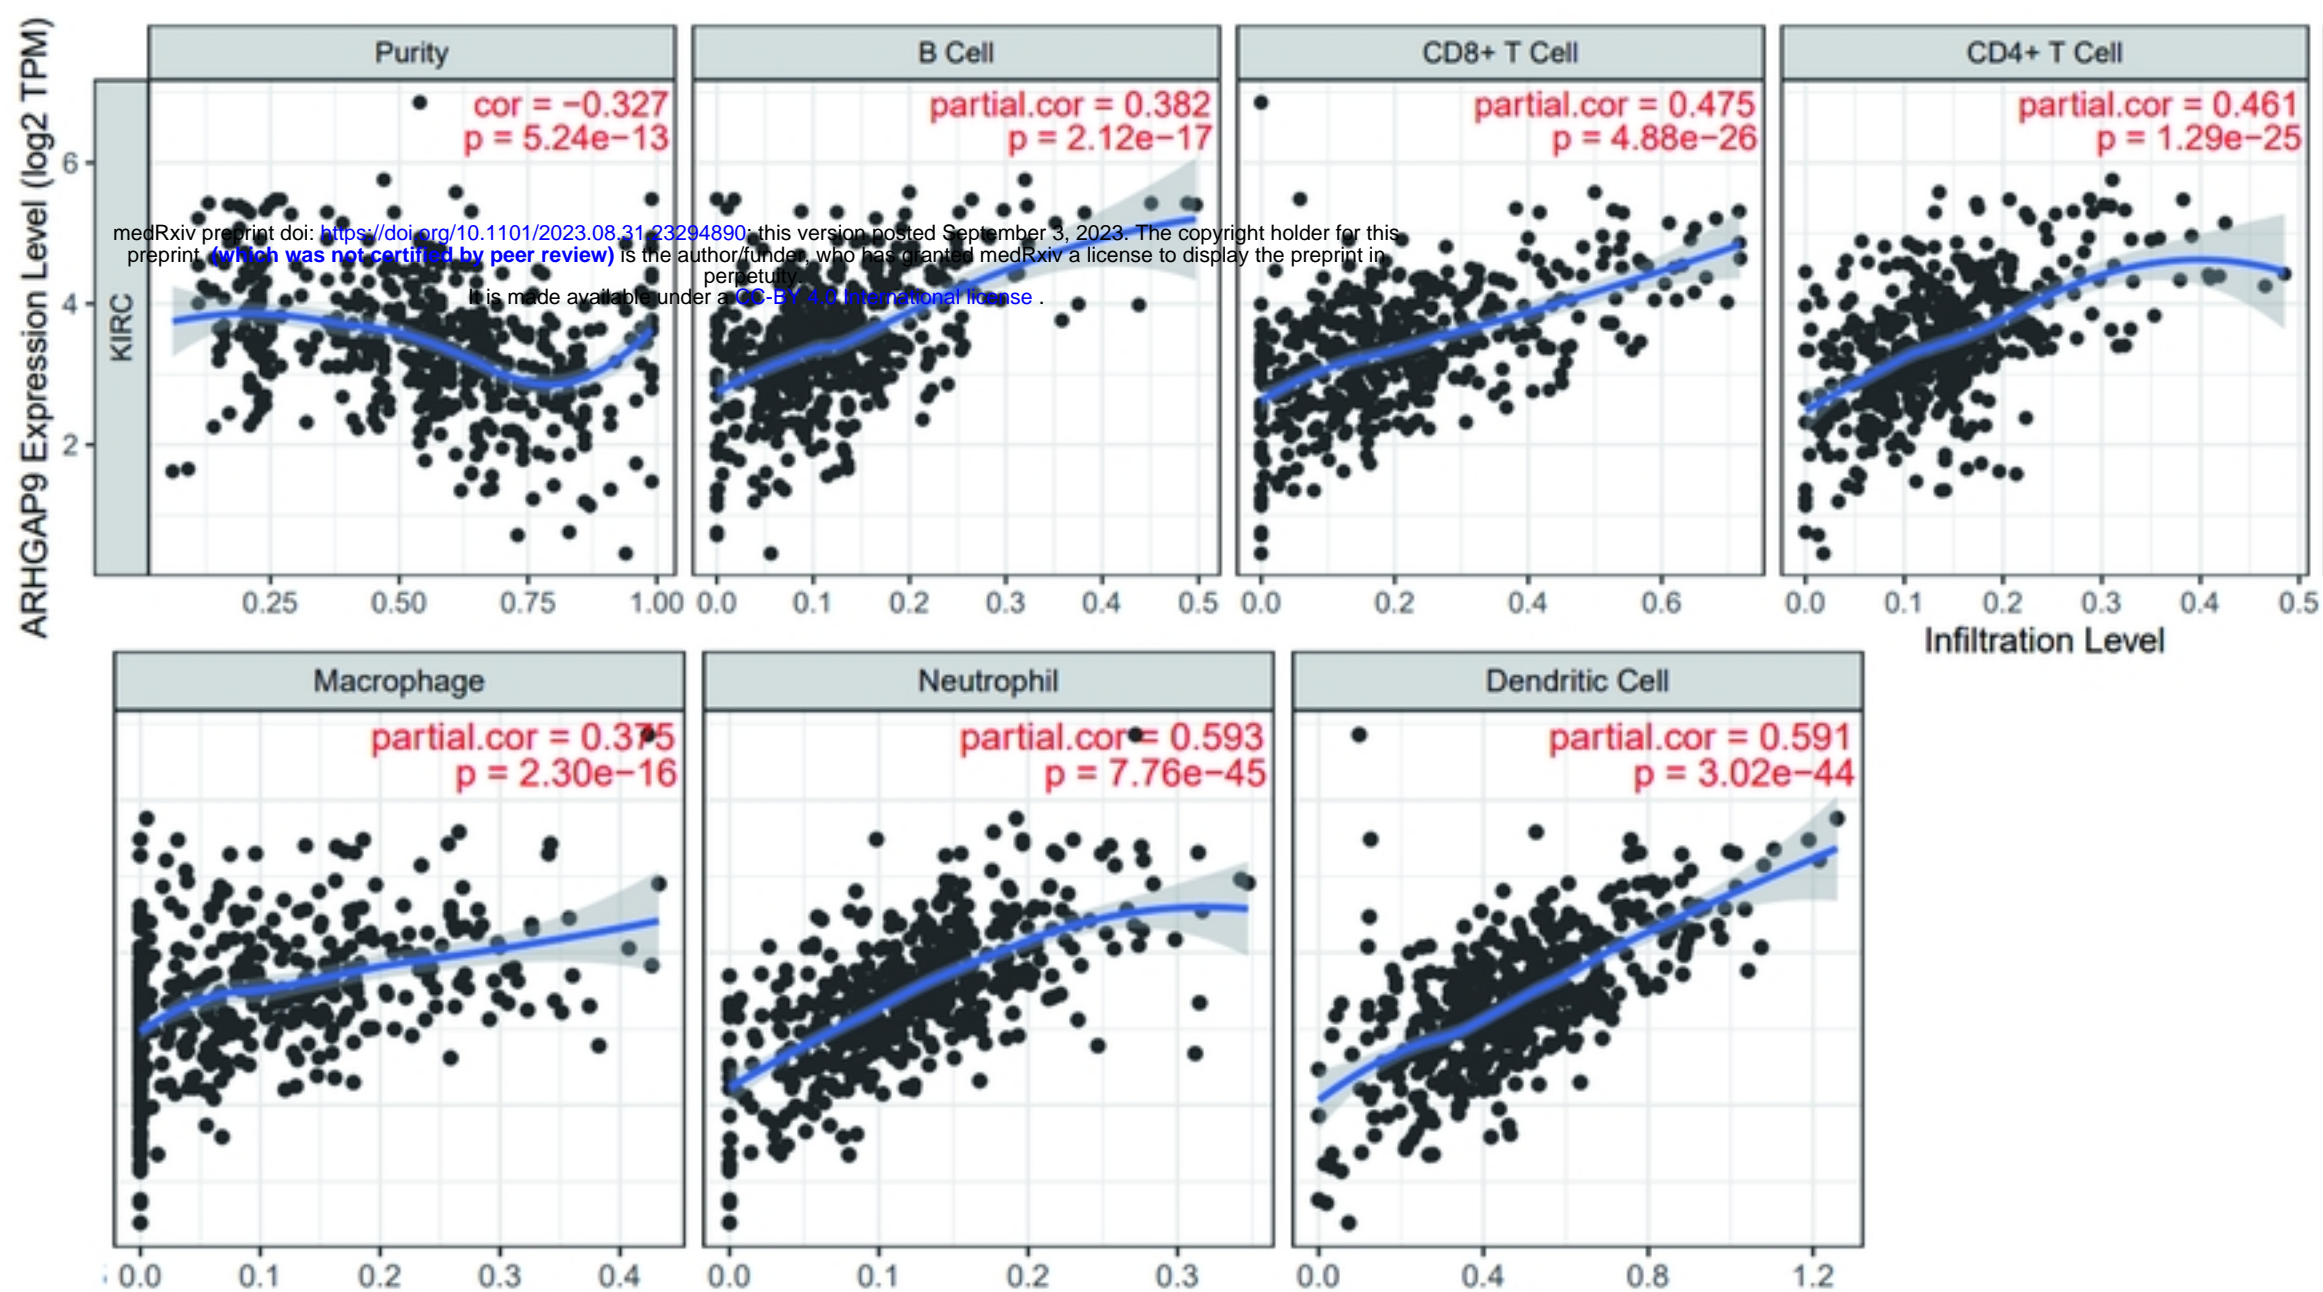 ARHGAP9 Expression Level (log2 TPM)
KIRC
Purity
cor = −0.327
p = 5.24e−13
B Cell
partial.cor = 0.382
p = 2.12e−17
CD8+ T Cell
partial.cor = 0.475
p = 4.88e−26
CD4+ T Cell
partial.cor = 0.461
p = 1.29e−25
6
4
2
medRxiv preprint doi: https://doi.org/10.1101/2023.08.31.23294890; this version posted September 3, 2023. The copyright holder for this
preprint (which was not certified by peer review) is the author/funder, who has granted medRxiv a license to display the preprint in
perpetuity.
It is made available under a CC-BY 4.0 International license .
0.25 0.50 0.75 1.00
0.0 0.1 0.2 0.3 0.4 0.5
0.0 0.2 0.4 0.6
0.0 0.1 0.2 0.3 0.4 0.5
Infiltration Level
Macrophage
partial.cor = 0.375
p = 2.30e−16
Neutrophil
partial.cor = 0.593
p = 7.76e−45
Dendritic Cell
partial.cor = 0.591
p = 3.02e−44
0.0 0.1 0.2 0.3 0.4
0.0 0.1 0.2 0.3
0.0 0.4 0.8 1.2